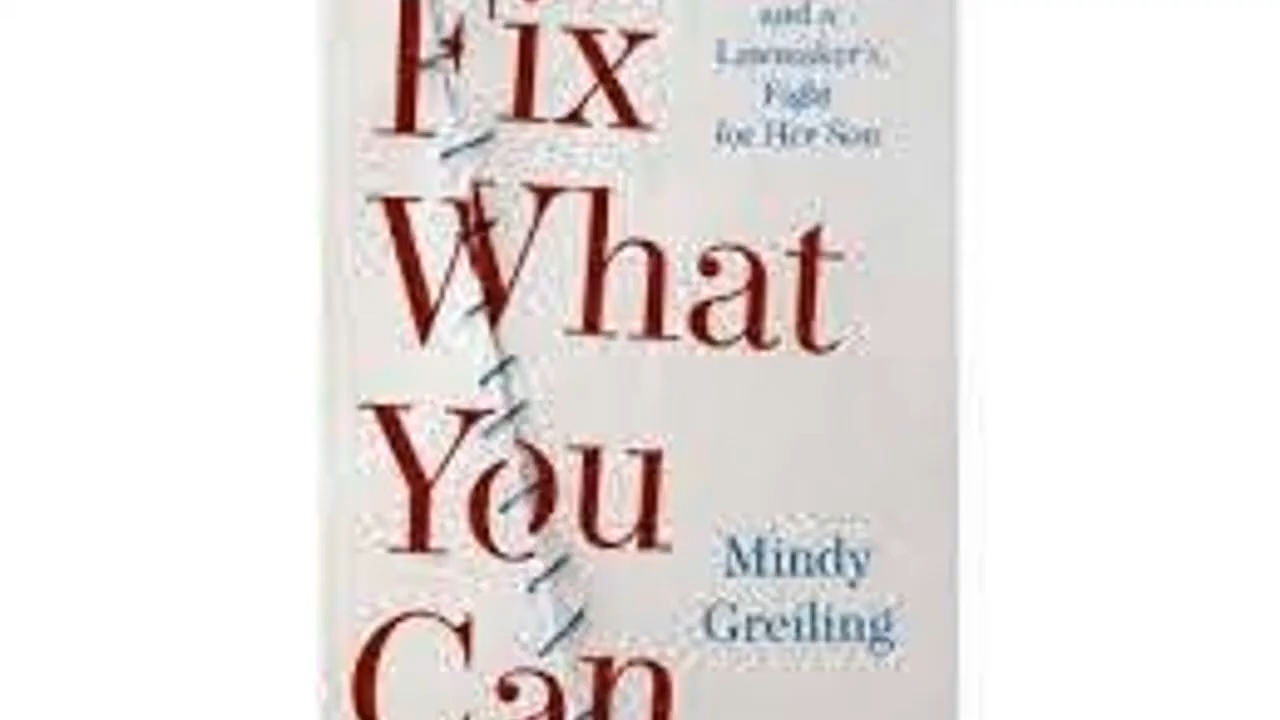 Fix
and a
Lawmaker's
Fight
for Her Son
What
You
Mindy
Greiling
Can